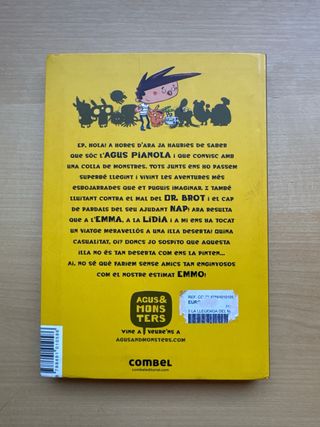 EP, HOLA! A HORES D'ARA JA HAURIES DE SABER
QUE SÓC L'AGUS PIANOLA I QUE CONVISC AMB
UNA COLLA DE MONSTRES. TOTS JUNTS ENS HO PASSEM
SUPERBÉ LLEGINT I VIVINT LES AVENTURES MÉS
ESBOJARRADES QUE ET PUGUIS IMAGINAR. I TAMBÉ
LLUITANT CONTRA EL MAL DEL DR. BROT I EL CAP
DE PARDALS DEL SEU AJUDANT NAP! ARA RESULTA
QUE A L'EMMA, A LA LÍDIA I A MI ENS HA TOCAT
UN VIATGE MERAVELLÓS A UNA ILLA DESERTA! QUINA
CASUALITAT, OI? DONCS JO SOSPITO QUE AQUESTA
ILLA NO ÉS TAN DESERTA COM ENS LA PINTEN...
AI, NO SÉ QUÈ FARÍEM SENSE AMICS TAN ENGINYOSOS
COM EL NOSTRE ESTIMAT EMMO!
AGUS&
MONS
TERS
VINE A VEURE'NS A
AGUSANDMONSTERS.COM
COMBEL
combeleditorial.com